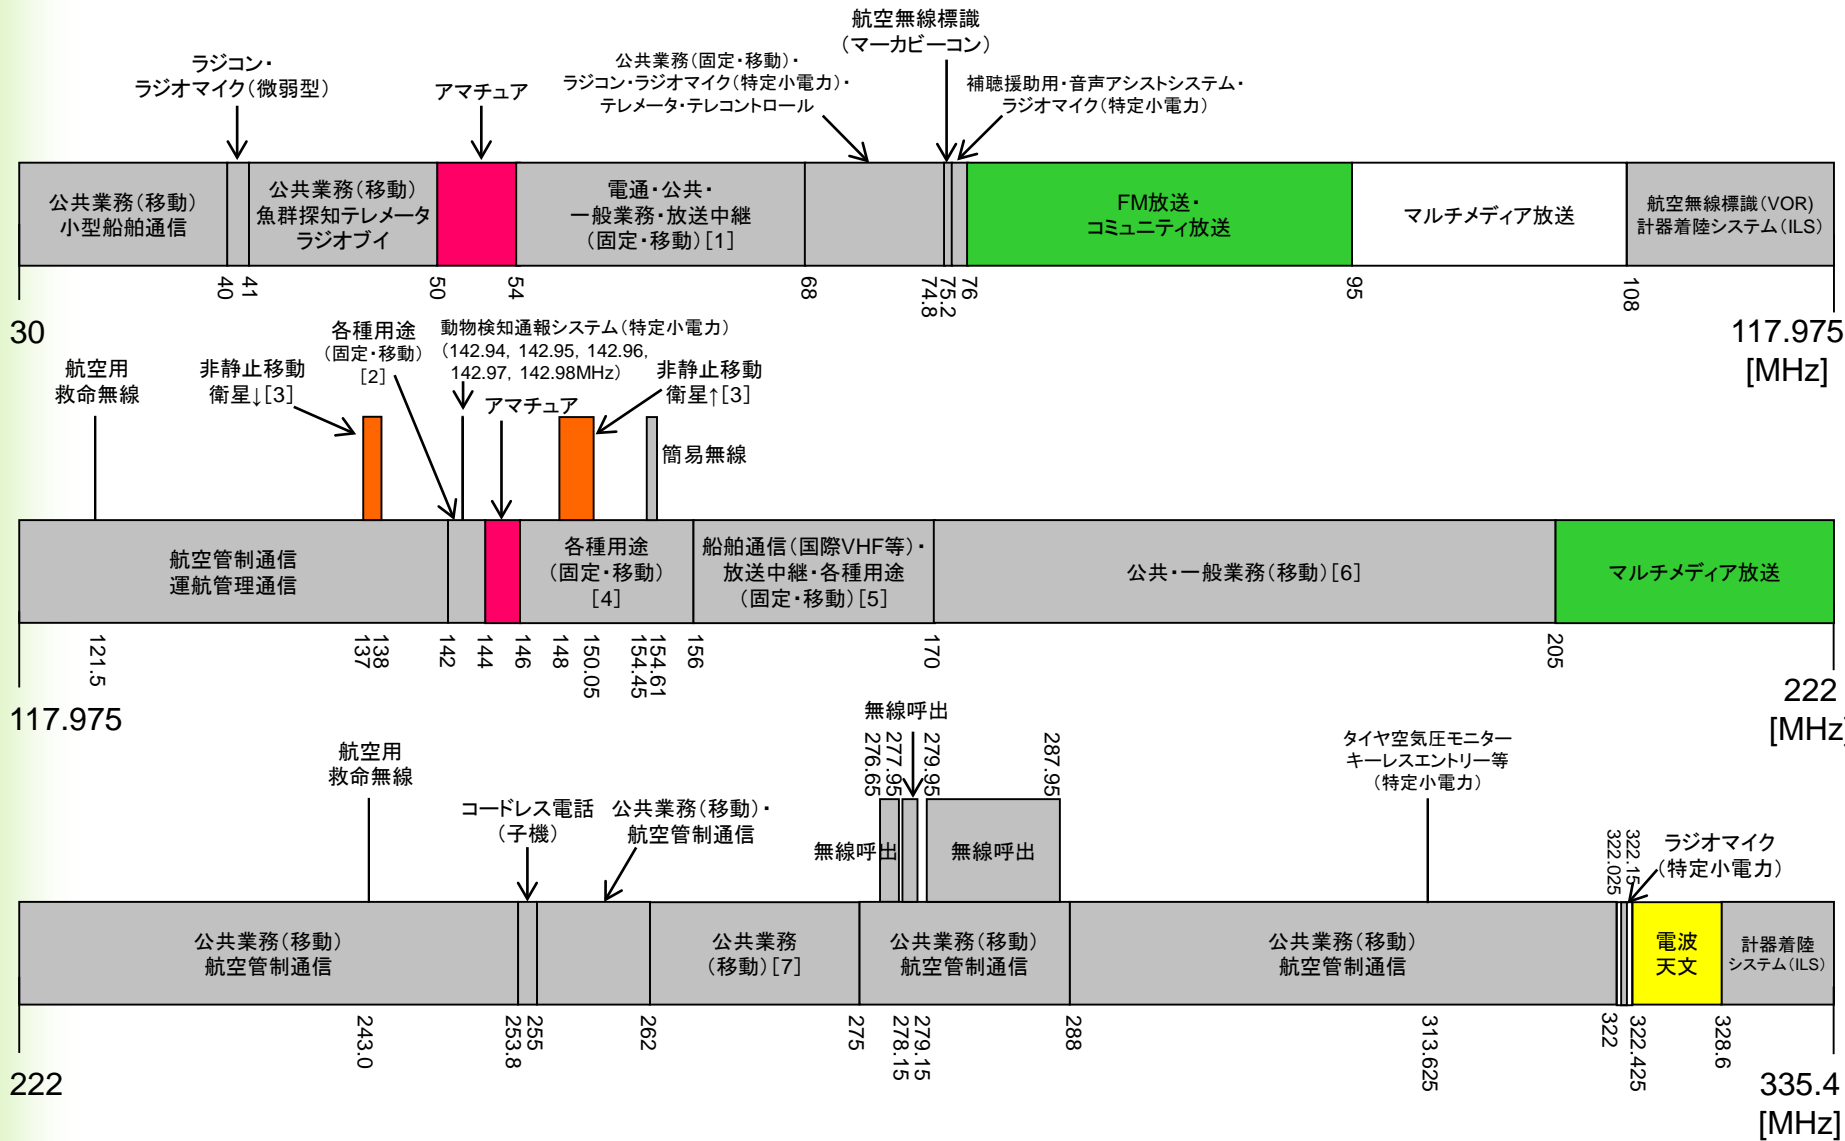 航空無線標識
(マーカビーコン)
ラジコン・
ラジオマイク(微弱型)
アマチュア
公共業務(固定・移動)・
ラジコン・ラジオマイク(特定小電力)・
テレメータ・テレコントロール
補聴援助用・音声アシストシステム・
ラジオマイク(特定小電力)
公共業務(移動)
小型船舶通信
公共業務(移動)
魚群探知テレメータ
ラジオブイ
電通・公共・
一般業務・放送中継
(固定・移動)[1]
FM放送・
コミュニティ放送
マルチメディア放送
航空無線標識(VOR)
計器着陸システム(ILS)
40
41
50
54
68
74.8
75.2
76
95
108
30
117.975
[MHz]
航空用
救命無線
非静止移動
衛星↓[3]
各種用途
(固定・移動)
[2]
動物検知通報システム(特定小電力)
(142.94, 142.95, 142.96,
142.97, 142.98MHz)
アマチュア
非静止移動
衛星↑[3]
簡易無線
航空管制通信
運航管理通信
各種用途
(固定・移動)
[4]
船舶通信(国際VHF等)・
放送中継・各種用途
(固定・移動)[5]
公共・一般業務(移動)[6]
マルチメディア放送
121.5
137
138
142
144
146
148
150.05
154.45
154.61
156
170
205
117.975
222
[MHz]
航空用
救命無線
コードレス電話
(子機)
公共業務(移動)・
航空管制通信
無線呼出
276.65
277.95
279.95
287.95
無線呼出
無線呼出
タイヤ空気圧モニター
キーレスエントリー等
(特定小電力)
322.025
322.15
ラジオマイク
(特定小電力)
公共業務(移動)
航空管制通信
公共業務
(移動)[7]
公共業務(移動)
航空管制通信
公共業務(移動)
航空管制通信
電波
天文
計器着陸
システム(ILS)
243.0
253.8
255
262
275
278.15
279.15
288
313.625
322
322.425
328.6
222
335.4
[MHz]